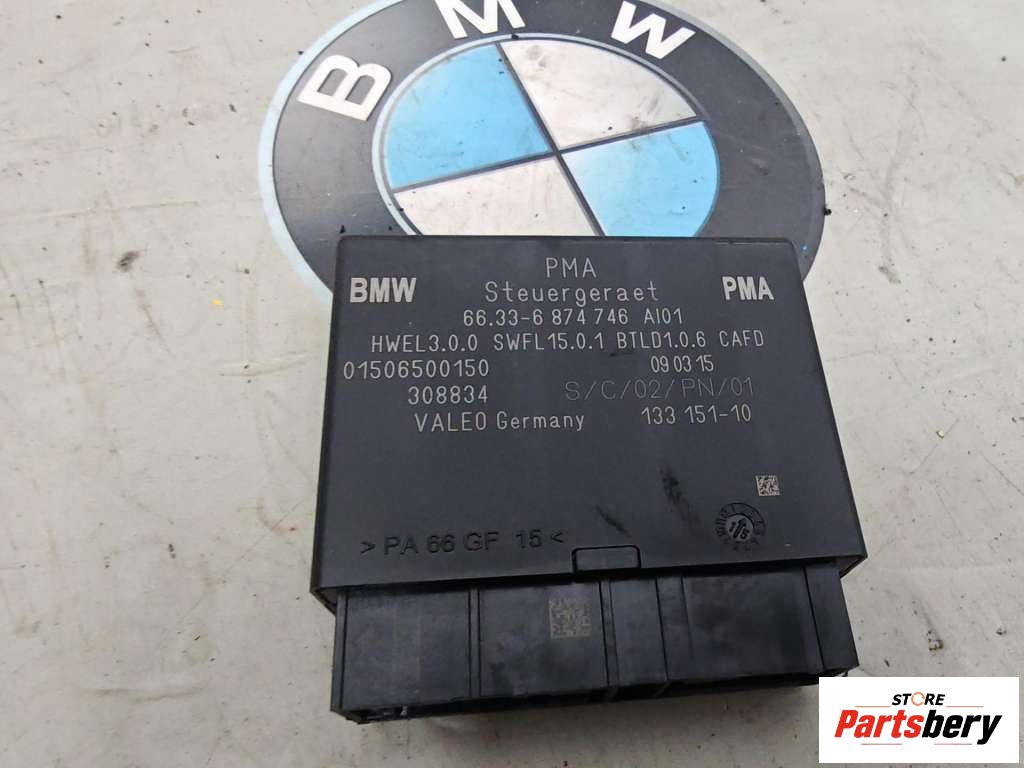 BMW
PMA
BMW Steuergeraet PMA
66.33-6 874 746 AI01
HWEL3.0.0 SWFL15.0.1 BTLD1.0.6 CAFD
01506500150 09 03 15
308834 S/C/02/PN/01
VALEO Germany 133 151-10
> PA 66 GF 15 <
15
STORE
Partsbery